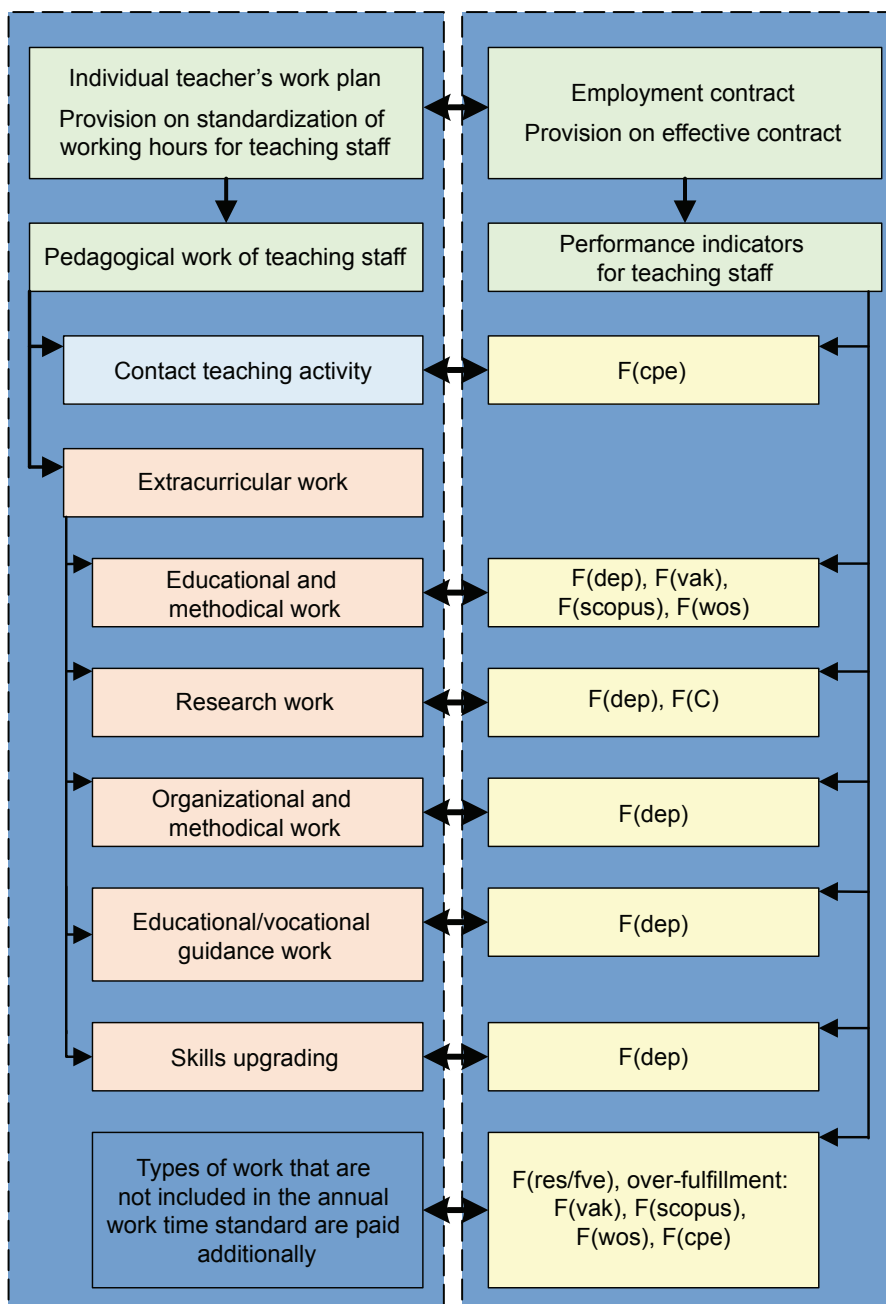 Individual teacher's work plan
Provision on standardization of
working hours for teaching staff
Employment contract
Provision on effective contract
Pedagogical work of teaching staff
Performance indicators
for teaching staff
Contact teaching activity
F(cpe)
Extracurricular work
Educational and
methodical work
F(dep), F(vak),
F(scopus), F(wos)
Research work
F(dep), F(C)
Organizational and
methodical work
F(dep)
Educational/vocational
guidance work
F(dep)
Skills upgrading
F(dep)
Types of work that are
not included in the annual
work time standard are paid
additionally
F(res/fve), over-fulfillment:
F(vak), F(scopus),
F(wos), F(cpe)